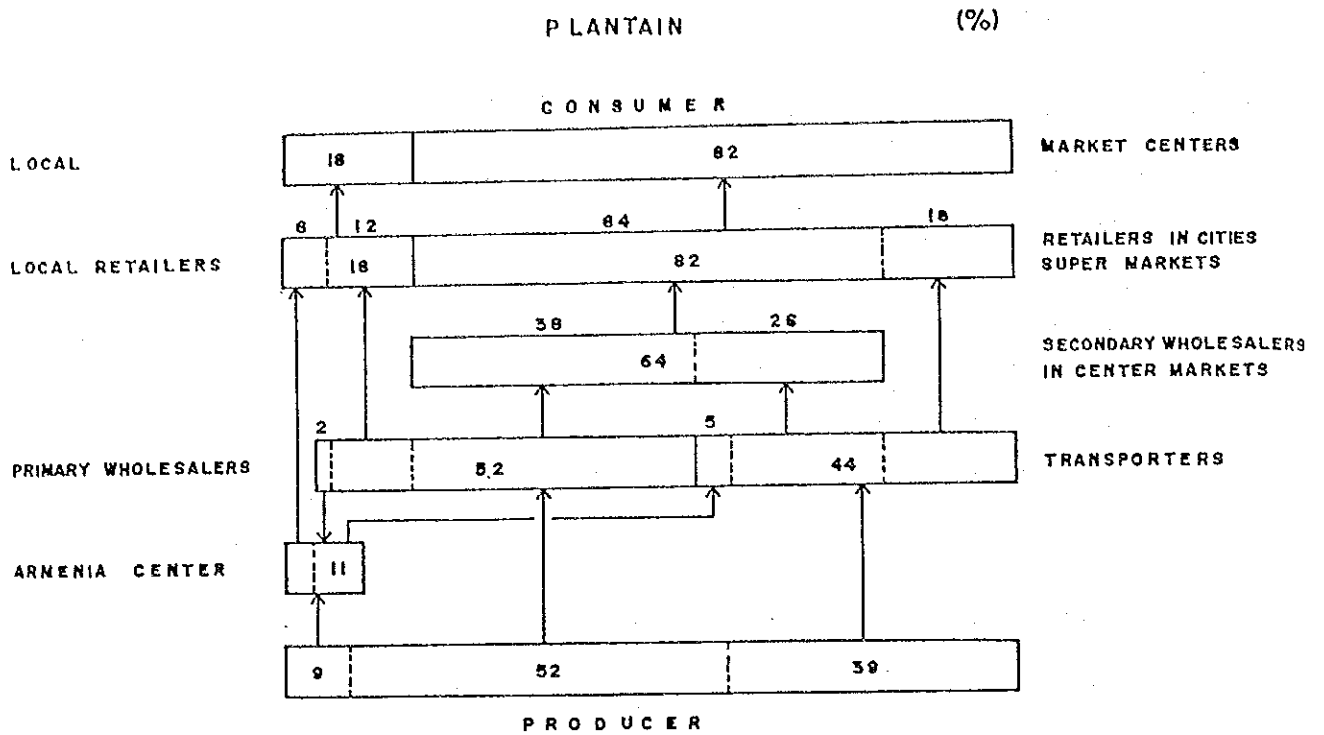 PLANTAIN (%)
CONSUMER
LOCAL 18 82 MARKET CENTERS
6 12 64 18
LOCAL RETAILERS 18 82 RETAILERS IN CITIES
SUPER MARKETS
38 26
64 SECONDARY WHOLESALERS
IN CENTER MARKETS
2 5
PRIMARY WHOLESALERS 52 44 TRANSPORTERS
ARMENIA CENTER 11
9 52 39
PRODUCER